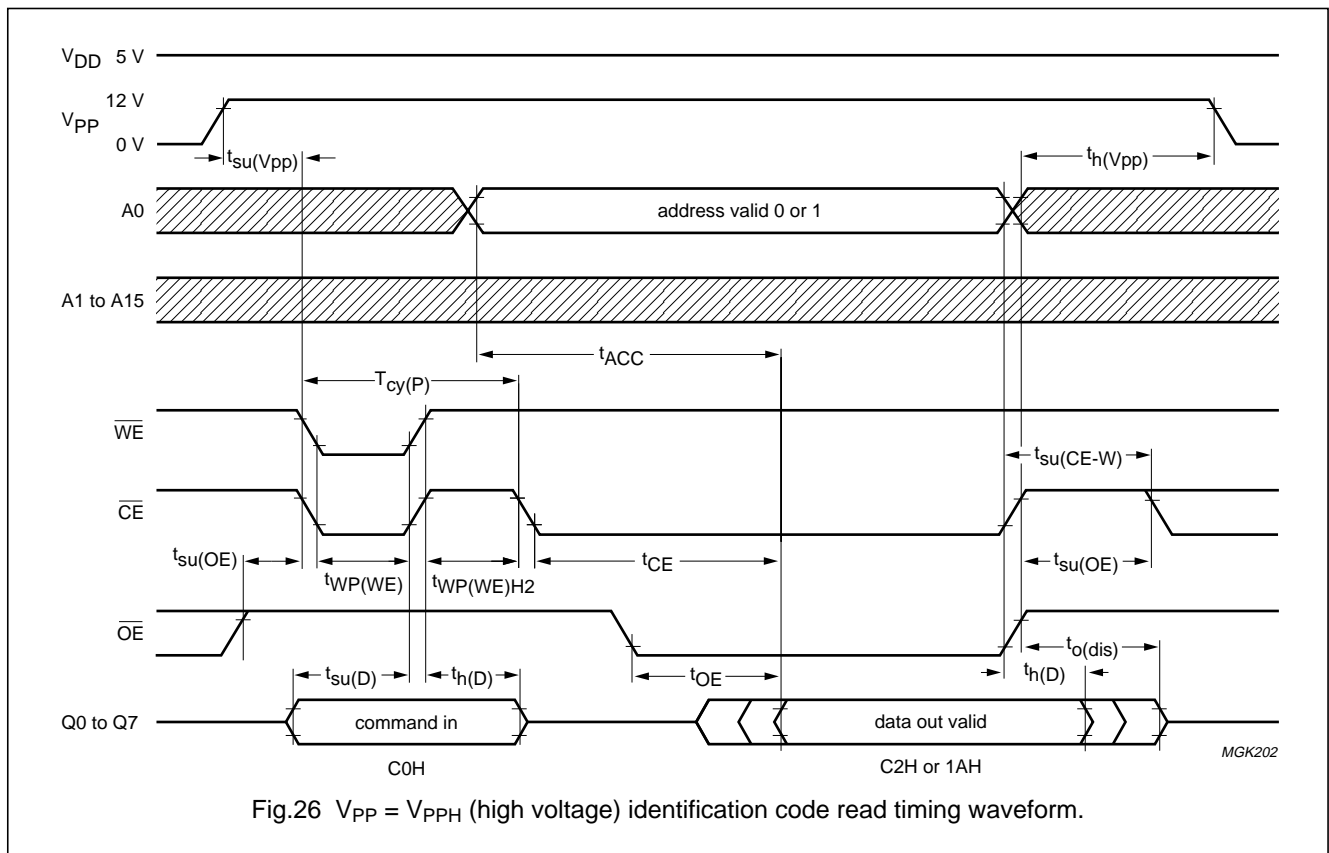 VDD 5 V
12 V
VPP
0 V
tsu(Vpp)
th(Vpp)
A0
address valid 0 or 1
A1 to A15
tACC
Tcy(P)
WE
tsu(CE-W)
CE
tsu(OE)
tWP(WE)
tWP(WE)H2
tCE
tsu(OE)
OE
to(dis)
tsu(D)
th(D)
tOE
th(D)
Q0 to Q7
command in
data out valid
C0H
C2H or 1AH
MGK202
Fig.26 VPP = VPPH (high voltage) identification code read timing waveform.